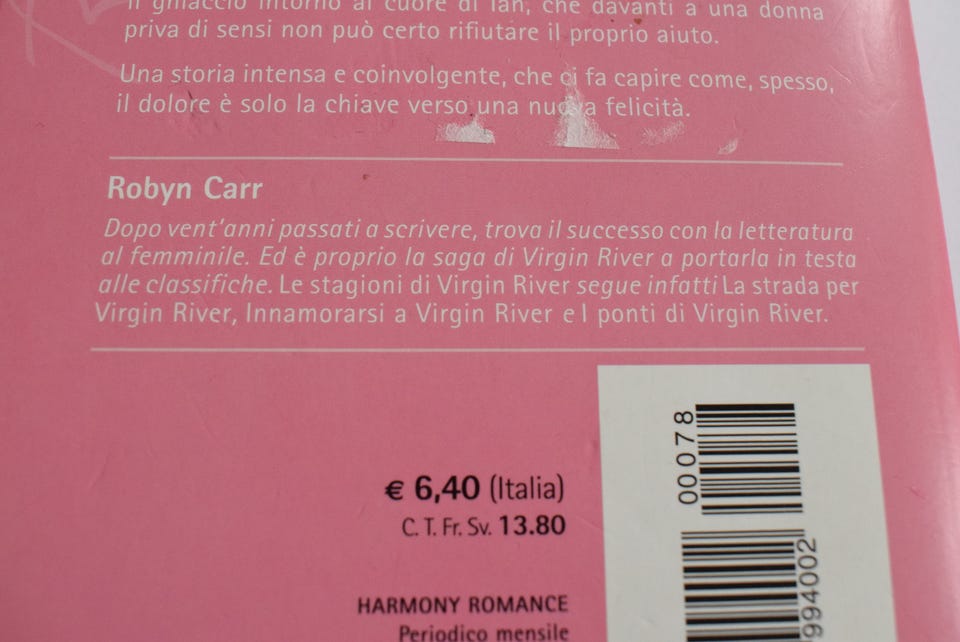 il ghiaccio intorno al cuore di Ian, che davanti a una donna
priva di sensi non può certo rifiutare il proprio aiuto.
Una storia intensa e coinvolgente, che ci fa capire come, spesso,
il dolore è solo la chiave verso una nuova felicità.
Robyn Carr
Dopo vent'anni passati a scrivere, trova il successo con la letteratura
al femminile. Ed è proprio la saga di Virgin River a portarla in testa
alle classifiche. Le stagioni di Virgin River segue infatti La strada per
Virgin River, Innamorarsi a Virgin River e I ponti di Virgin River.
00078
€ 6,40 (Italia)
C. T. Fr. Sv. 13.80
994002
HARMONY ROMANCE
Periodico mensile